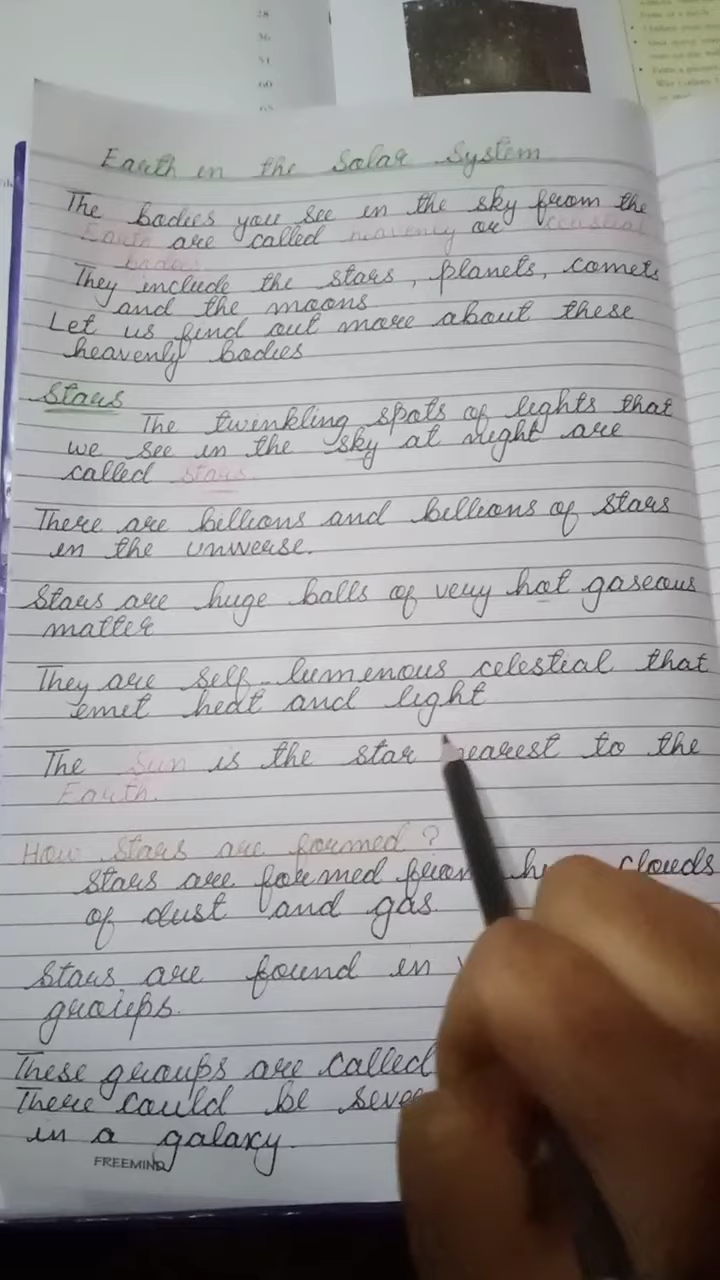 28
36
51
60
Earth in the Solar System
The bodies you see in the sky from the
Earth are called heavenly or celestial
bodies
They include the stars, planets, comets
and the moons
Let us find out more about these
heavenly bodies
Stars
The twinkling spots of lights that
we see in the sky at night are
called stars.
There are billions and billions of stars
in the universe.
Stars are huge balls of very hot gaseous
matter
They are self-luminous celestial that
emit heat and light
The Sun is the star nearest to the
Earth.
How stars are formed?
Stars are formed from clouds
of dust and gas
Stars are found in
groups.
These groups are called
There could be
in a galaxy.
FREEMIND